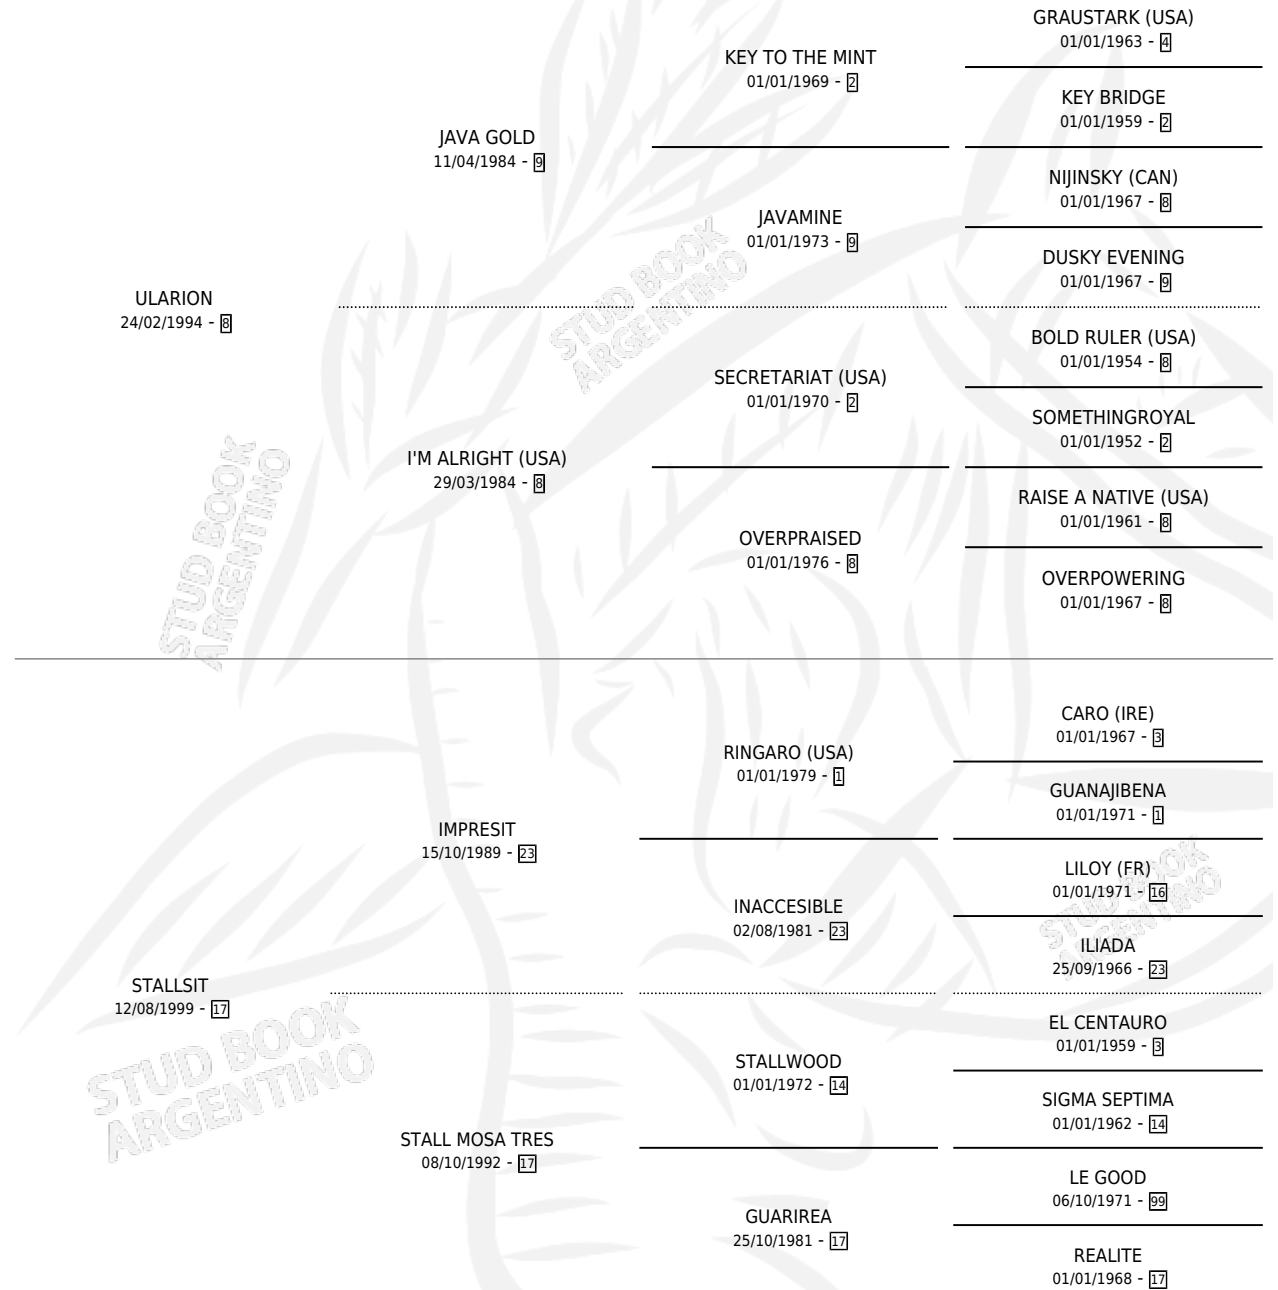 GRAUSTARK (USA)
01/01/1963 - 4
KEY TO THE MINT
01/01/1969 - 2
KEY BRIDGE
01/01/1959 - 2
JAVA GOLD
11/04/1984 - 9
NIJINSKY (CAN)
01/01/1967 - 8
JAVAMINE
01/01/1973 - 9
DUSKY EVENING
01/01/1967 - 9
ULARION
24/02/1994 - 8
BOLD RULER (USA)
01/01/1954 - 8
SECRETARIAT (USA)
01/01/1970 - 2
SOMETHINGROYAL
01/01/1952 - 2
I'M ALRIGHT (USA)
29/03/1984 - 8
RAISE A NATIVE (USA)
01/01/1961 - 8
OVERPRAISED
01/01/1976 - 8
OVERPOWERING
01/01/1967 - 8
STUD BOOK
ARGENTINO
STUD BOOK
ARGENTINO
CARO (IRE)
01/01/1967 - 3
RINGARO (USA)
01/01/1979 - 1
GUANAJIBENA
01/01/1971 - 1
IMPRESIT
15/10/1989 - 23
LILOY (FR)
01/01/1971 - 16
INACCESIBLE
02/08/1981 - 23
ILIADA
25/09/1966 - 23
STALLSIT
12/08/1999 - 17
EL CENTAURO
01/01/1959 - 3
STALLWOOD
01/01/1972 - 14
SIGMA SEPTIMA
01/01/1962 - 14
STALL MOSA TRES
08/10/1992 - 17
LE GOOD
06/10/1971 - 99
GUARIREA
25/10/1981 - 17
REALITE
01/01/1968 - 17
STUD BOOK
ARGENTINO
STUD BOOK
ARGENTINO